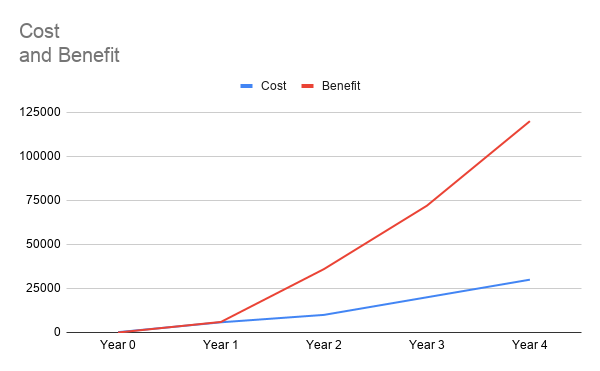 Cost
and Benefit
Cost Benefit
125000
100000
75000
50000
25000
0
Year 0 Year 1 Year 2 Year 3 Year 4